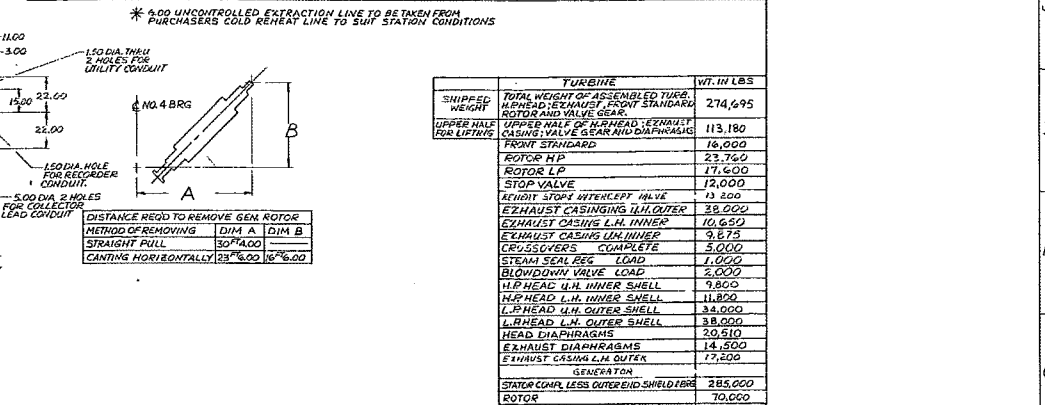 * 6.00 UNCONTROLLED EXTRACTION LINE TO BE TAKEN FROM
PURCHASERS COLD REHEAT LINE TO SUIT STATION CONDITIONS
11.00
3.00
1.50 DIA. THRU
2 HOLES FOR
UTILITY CONDUIT
15.00
22.00
22.00
1.50 DIA. HOLE
FOR RECORDER
CONDUIT.
5.00 DIA. 2 HOLES
FOR COLLECTOR
LEAD CONDUIT
℄ NO. 4 BRG
B
A
DISTANCE REQ'D TO REMOVE GEN. ROTOR
METHOD OF REMOVING DIM A DIM B
STRAIGHT PULL 30FT4.00
CANTING HORIZONTALLY 23FT6.00 16FT6.00
TURBINE WT. IN LBS
SHIPPED WEIGHT TOTAL WEIGHT OF ASSEMBLED TURB. H.P.HEAD; EXHAUST, FRONT STANDARD ROTOR AND VALVE GEAR. 274,695
UPPER HALF FOR LIFTING UPPER HALF OF H.P.HEAD; EXHAUST CASING; VALVE GEAR AND DIAPHRAGMS 113,180
FRONT STANDARD 16,000
ROTOR HP 23,760
ROTOR LP 17,600
STOP VALVE 12,000
REHEAT STOP & INTERCEPT VALVE 13 200
EXHAUST CASINGING U.H. OUTER 38,000
EXHAUST CASING L.H. INNER 10,650
EXHAUST CASING U.H. INNER 9,875
CROSSOVERS COMPLETE 5,000
STEAM SEAL REG LOAD 1,000
BLOWDOWN VALVE LOAD 2,000
H.P. HEAD U.H. INNER SHELL 9,800
H.P. HEAD L.H. INNER SHELL 11,800
L.P. HEAD U.H. OUTER SHELL 34,000
L.P. HEAD L.H. OUTER SHELL 38,000
HEAD DIAPHRAGMS 20,510
EXHAUST DIAPHRAGMS 14,500
EXHAUST CASING L.H. OUTER 17,200
GENERATOR
STATOR COMPL. LESS OUTER END SHIELD & BRG 285,000
ROTOR 70,000